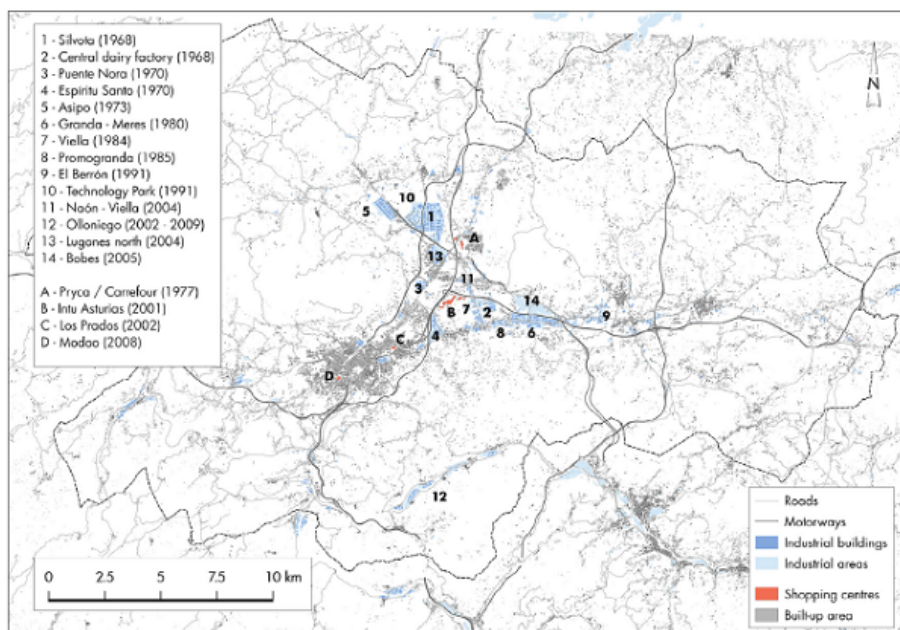 1 - Silvota (1968)
2 - Central dairy factory (1968)
3 - Puente Nora (1970)
4 - Espiritu Santo (1970)
5 - Asipo (1973)
6 - Granda - Meres (1980)
7 - Viella (1984)
8 - Promogranda (1985)
9 - El Berrón (1991)
10 - Technology Park (1991)
11 - Naón - Viella (2004)
12 - Olloniego (2002 - 2009)
13 - Lugones north (2004)
14 - Bobes (2005)
A - Pryca / Carrefour (1977)
B - Intu Asturias (2001)
C - Los Prados (2002)
D - Modoo (2008)
N
10
5
1
A
13
3
11
14
B
7
2
9
4
8
6
C
D
12
0 2.5 5 7.5 10 km
Roads
Motorways
Industrial buildings
Industrial areas
Shopping centres
Built-up area